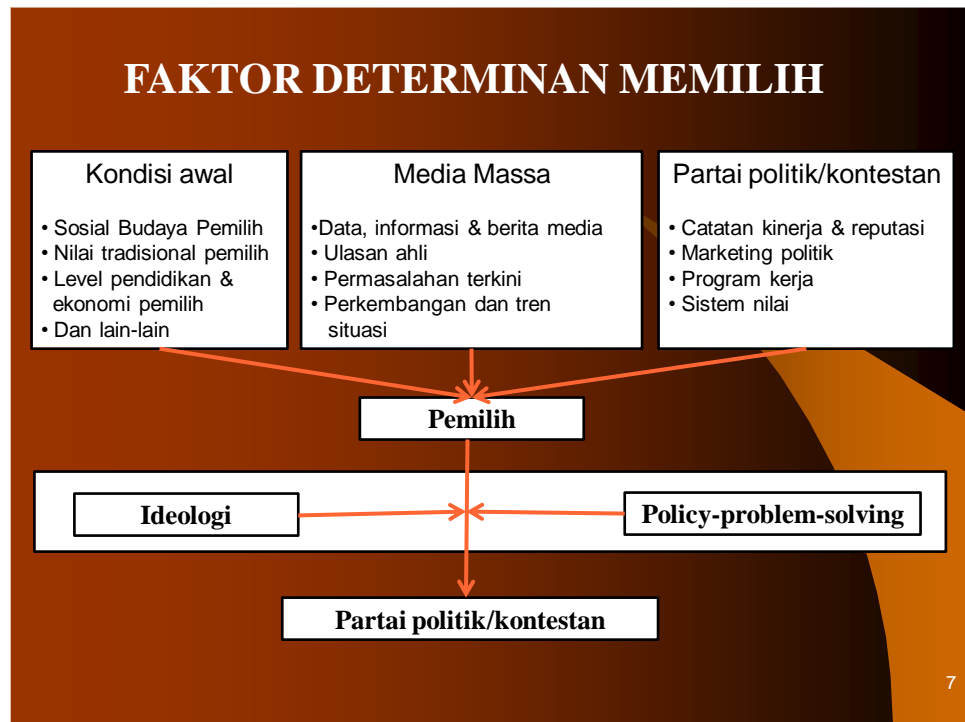 FAKTOR DETERMINAN MEMILIH
Kondisi awal
• Sosial Budaya Pemilih
• Nilai tradisional pemilih
• Level pendidikan &
ekonomi pemilih
• Dan lain-lain
Media Massa
•Data, informasi & berita media
• Ulasan ahli
• Permasalahan terkini
• Perkembangan dan tren
situasi
Partai politik/kontestan
• Catatan kinerja & reputasi
• Marketing politik
• Program kerja
• Sistem nilai
Pemilih
Ideologi
Policy-problem-solving
Partai politik/kontestan
7